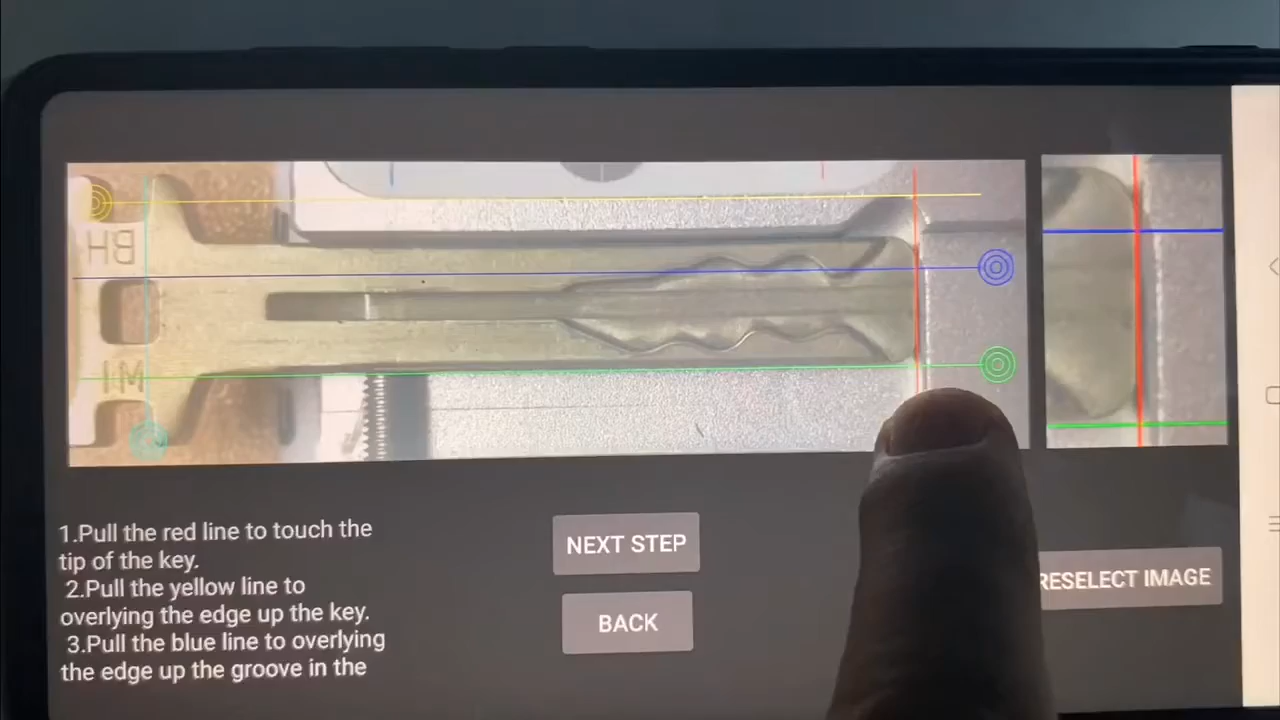 BH
IM
1.Pull the red line to touch the
tip of the key.
2.Pull the yellow line to
overlying the edge up the key.
3.Pull the blue line to overlying
the edge up the groove in the
NEXT STEP
BACK
RESELECT IMAGE